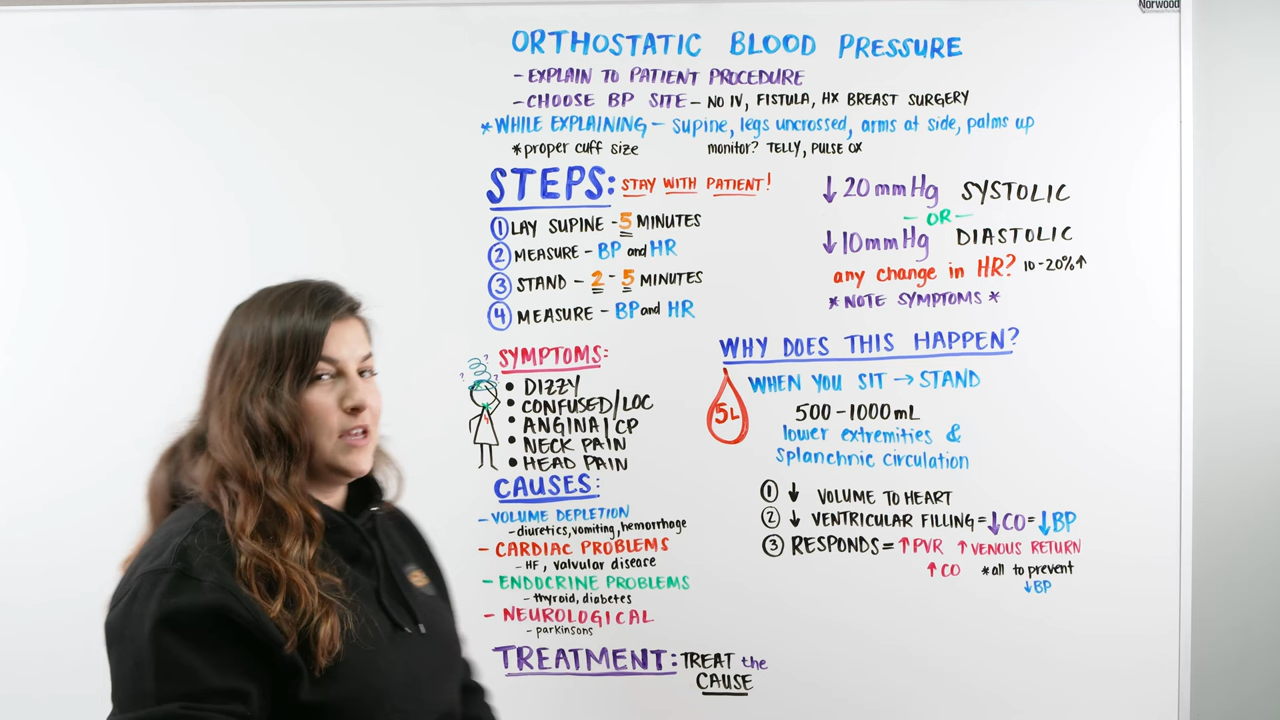 Norwood
ORTHOSTATIC BLOOD PRESSURE
- EXPLAIN TO PATIENT PROCEDURE
- CHOOSE BP SITE - NO IV, FISTULA, HX BREAST SURGERY
* WHILE EXPLAINING - supine, legs uncrossed, arms at side, palms up
* proper cuff size monitor? TELLY, PULSE OX
STEPS: STAY WITH PATIENT!
① LAY SUPINE - 5 MINUTES
② MEASURE - BP and HR
③ STAND - 2 - 5 MINUTES
④ MEASURE - BP and HR
↓ 20 mmHg SYSTOLIC
- OR -
↓ 10mmHg DIASTOLIC
any change in HR? 10-20%↑
* NOTE SYMPTOMS *
SYMPTOMS:
? ? ?
• DIZZY
• CONFUSED/LOC
• ANGINA/CP
• NECK PAIN
• HEAD PAIN
CAUSES:
- VOLUME DEPLETION
- diuretics, vomiting, hemorrhage
- CARDIAC PROBLEMS
- HF, valvular disease
- ENDOCRINE PROBLEMS
- thyroid, diabetes
- NEUROLOGICAL
- parkinsons
TREATMENT: TREAT the
CAUSE
WHY DOES THIS HAPPEN?
5L
WHEN YOU SIT → STAND
500-1000mL
lower extremities &
splanchnic circulation
① ↓ VOLUME TO HEART
② ↓ VENTRICULAR FILLING = ↓CO = ↓BP
③ RESPONDS = ↑PVR ↑VENOUS RETURN
↑CO *all to prevent
↓BP